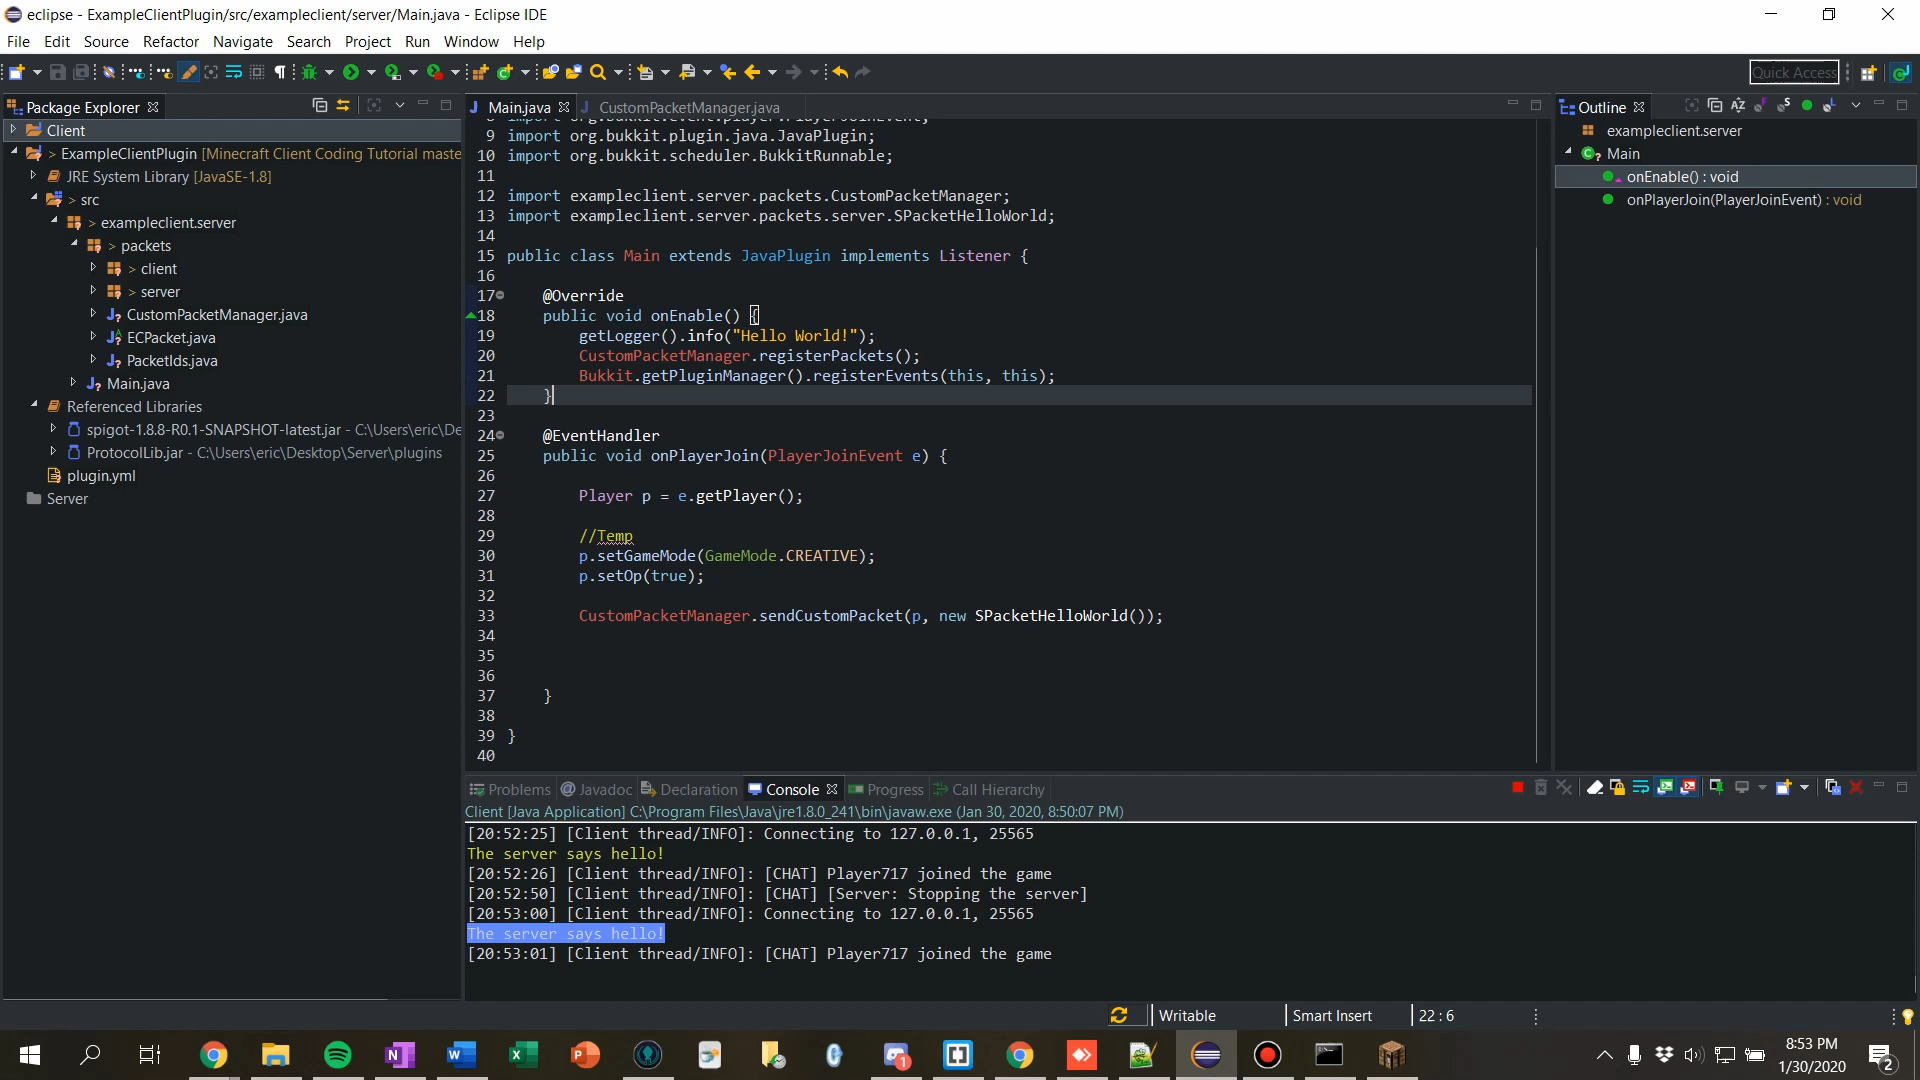 eclipse - ExampleClientPlugin/src/exampleclient/server/Main.java - Eclipse IDE
File Edit Source Refactor Navigate Search Project Run Window Help
Quick Access
Package Explorer
Client
> ExampleClientPlugin [Minecraft Client Coding Tutorial maste
JRE System Library [JavaSE-1.8]
> src
> exampleclient.server
> packets
> client
> server
CustomPacketManager.java
ECPacket.java
PacketIds.java
Main.java
Referenced Libraries
spigot-1.8.8-R0.1-SNAPSHOT-latest.jar - C:\Users\eric\De
ProtocolLib.jar - C:\Users\eric\Desktop\Server\plugins
plugin.yml
Server
Main.java CustomPacketManager.java
8 import org.bukkit.event.player.PlayerJoinEvent;
9 import org.bukkit.plugin.java.JavaPlugin;
10 import org.bukkit.scheduler.BukkitRunnable;
11
12 import exampleclient.server.packets.CustomPacketManager;
13 import exampleclient.server.packets.server.SPacketHelloWorld;
14
15 public class Main extends JavaPlugin implements Listener {
16
17 @Override
18 public void onEnable() {
19 getLogger().info("Hello World!");
20 CustomPacketManager.registerPackets();
21 Bukkit.getPluginManager().registerEvents(this, this);
22 }
23
24 @EventHandler
25 public void onPlayerJoin(PlayerJoinEvent e) {
26
27 Player p = e.getPlayer();
28
29 //Temp
30 p.setGameMode(GameMode.CREATIVE);
31 p.setOp(true);
32
33 CustomPacketManager.sendCustomPacket(p, new SPacketHelloWorld());
34
35
36
37 }
38
39 }
40
Outline
exampleclient.server
Main
onEnable() : void
onPlayerJoin(PlayerJoinEvent) : void
Problems @ Javadoc Declaration Console Progress Call Hierarchy
Client [Java Application] C:\Program Files\Java\jre1.8.0_241\bin\javaw.exe (Jan 30, 2020, 8:50:07 PM)
[20:52:25] [Client thread/INFO]: Connecting to 127.0.0.1, 25565
The server says hello!
[20:52:26] [Client thread/INFO]: [CHAT] Player717 joined the game
[20:52:50] [Client thread/INFO]: [CHAT] [Server: Stopping the server]
[20:53:00] [Client thread/INFO]: Connecting to 127.0.0.1, 25565
The server says hello!
[20:53:01] [Client thread/INFO]: [CHAT] Player717 joined the game
Writable Smart Insert 22 : 6
8:53 PM
1/30/2020
2